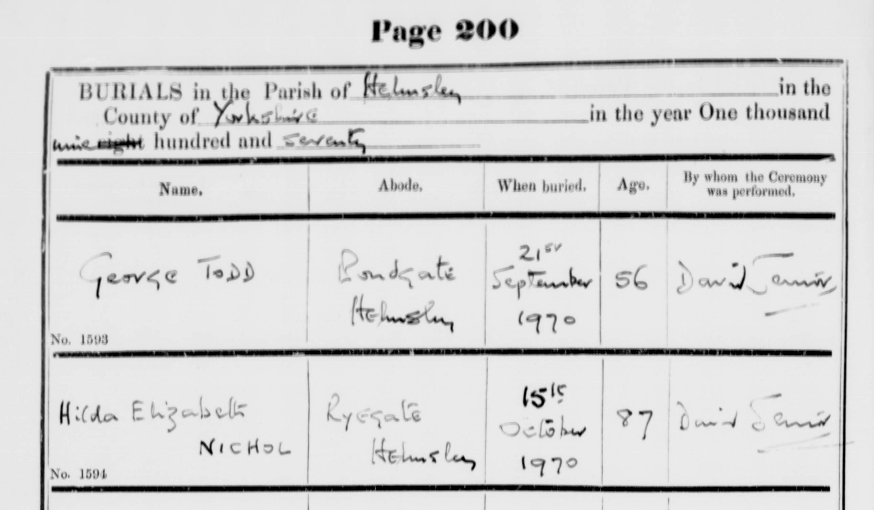 Page 200
BURIALS in the Parish of Helmsley in the
County of Yorkshire in the year One thousand
nine eight hundred and seventy
Name. Abode. When buried. Age. By whom the Ceremony was performed.
George TODD
Bondgate
Helmsley
21st
September
1970
56
David Senior
No. 1593
Hilda Elizabeth
NICHOL
Ryegate
Helmsley
15th
October
1970
87
David Senior
No. 1594